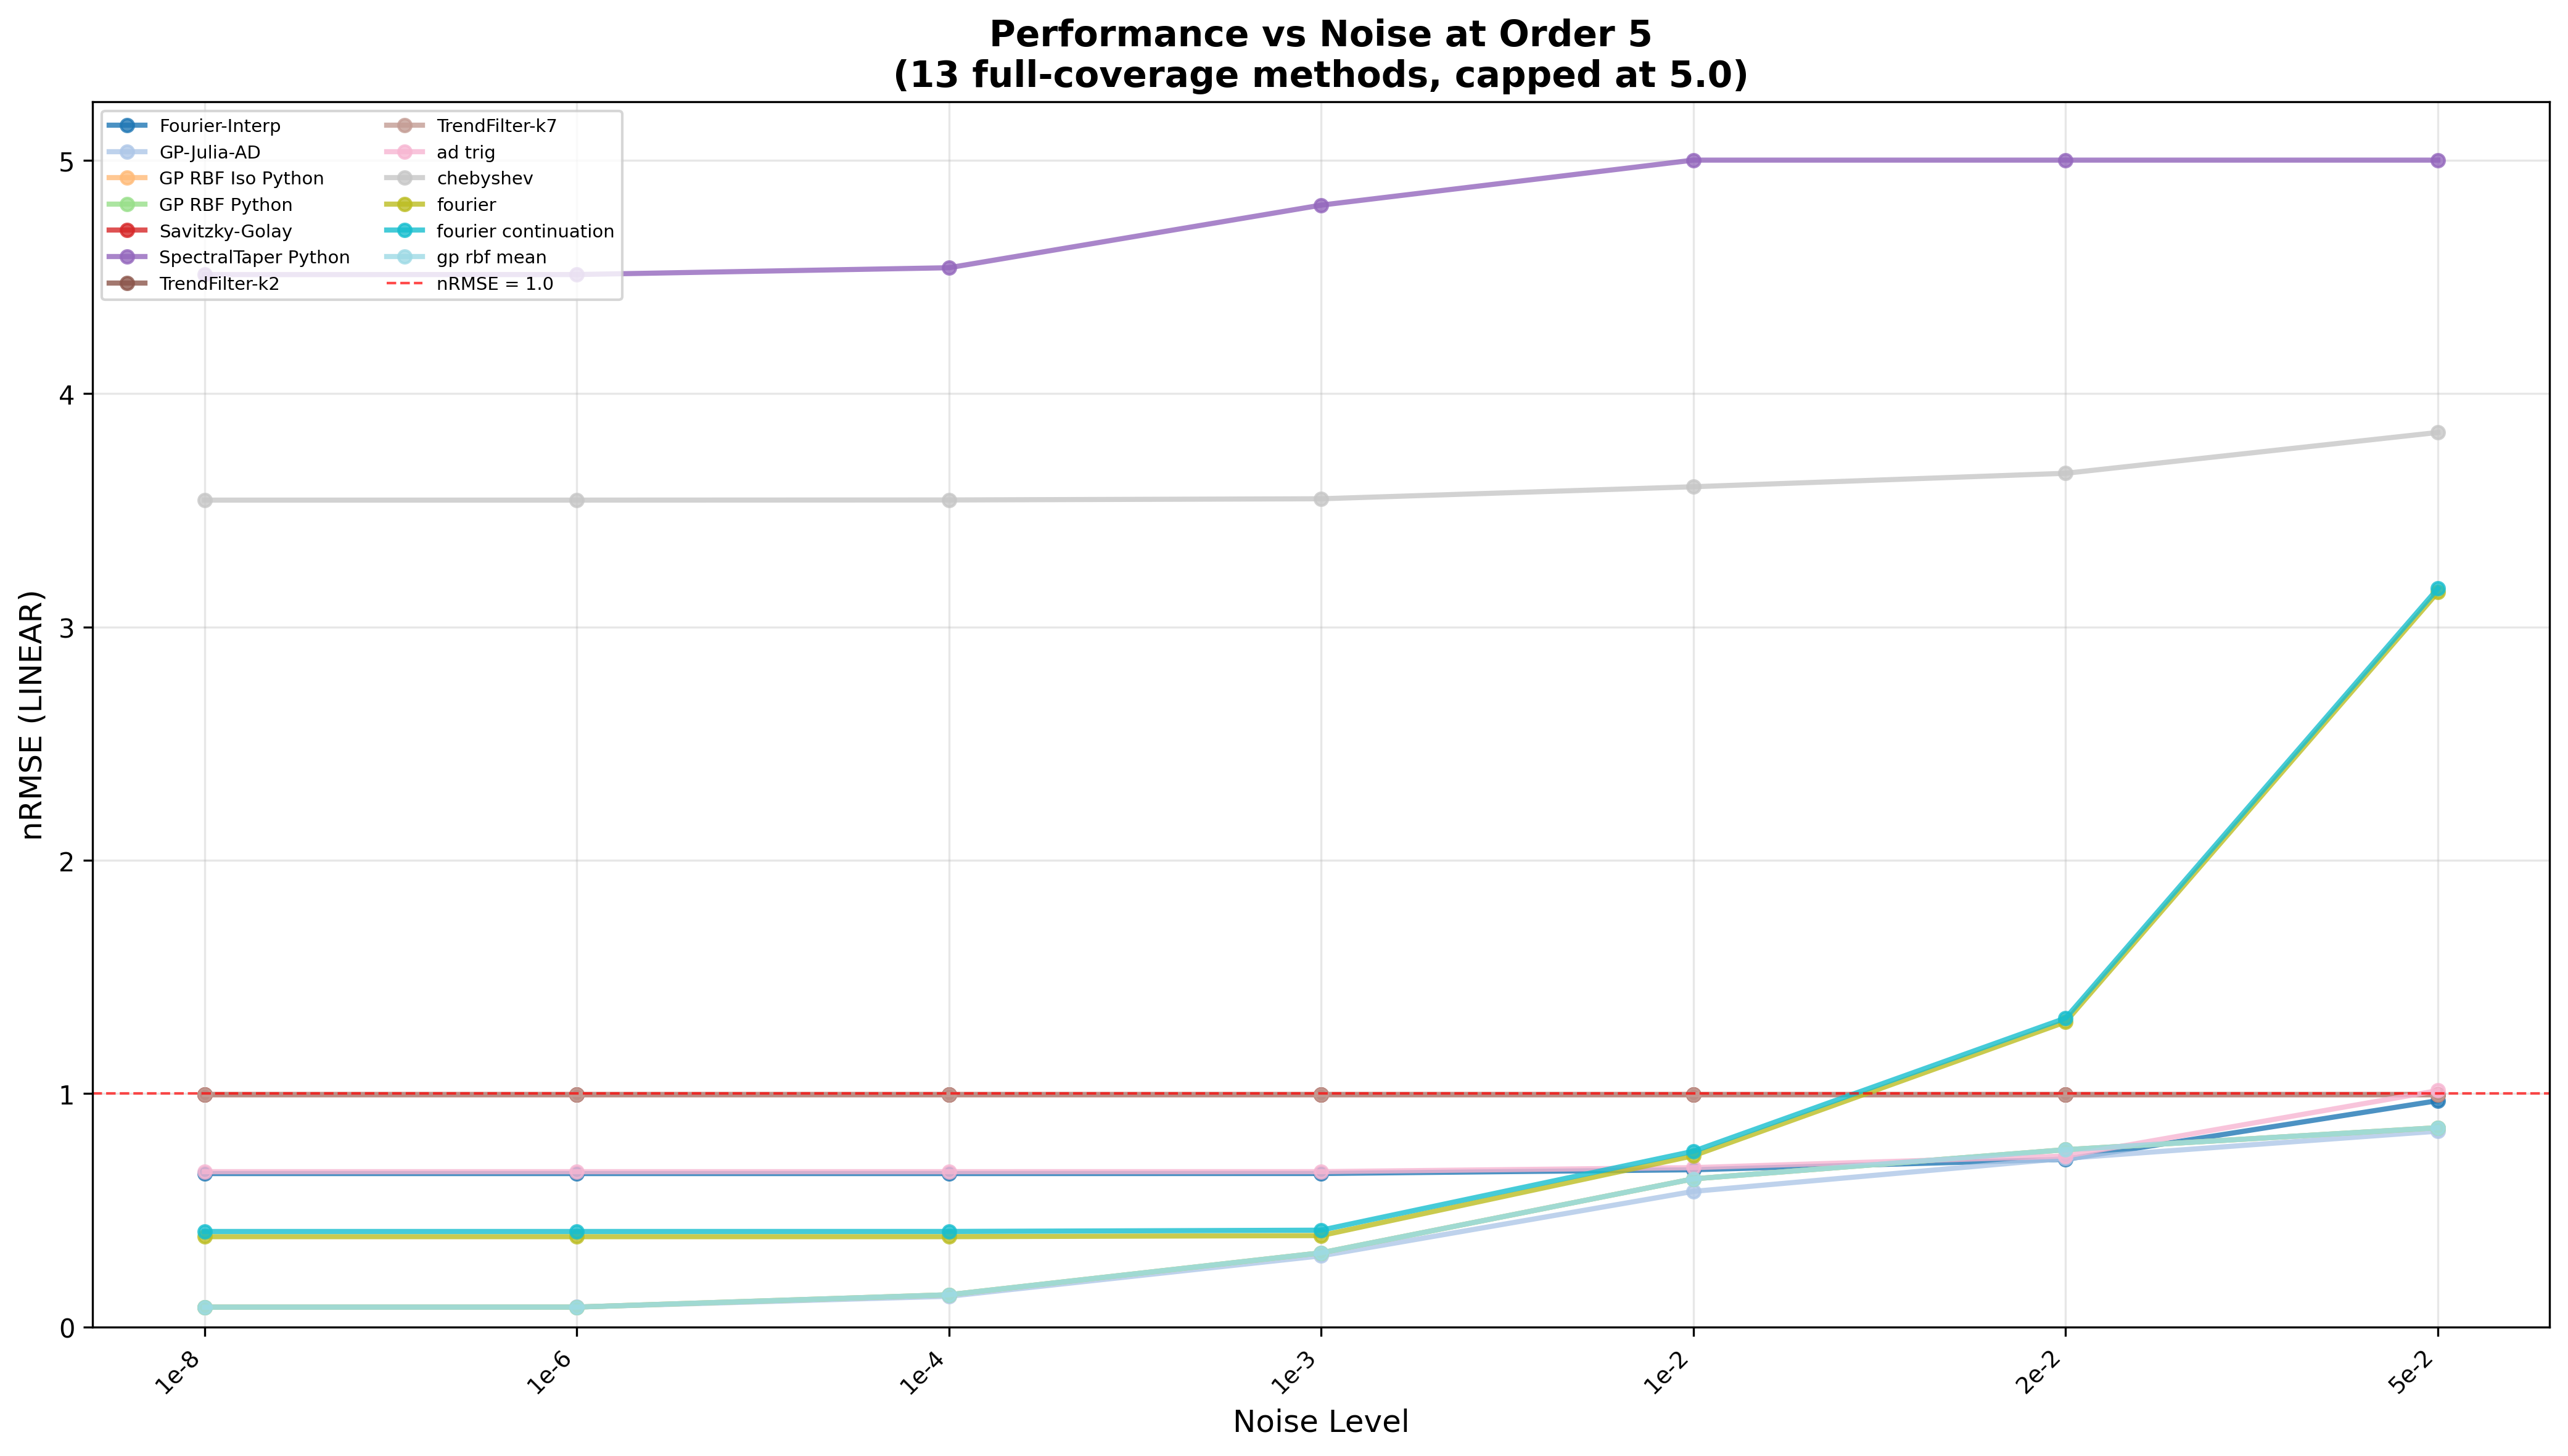 Performance vs Noise at Order 5
(13 full-coverage methods, capped at 5.0)
Fourier-Interp
GP-Julia-AD
GP RBF Iso Python
GP RBF Python
Savitzky-Golay
SpectralTaper Python
TrendFilter-k2
TrendFilter-k7
ad trig
chebyshev
fourier
fourier continuation
gp rbf mean
nRMSE = 1.0
nRMSE (LINEAR)
5
4
3
2
1
0
1e-8
1e-6
1e-4
1e-3
1e-2
2e-2
5e-2
Noise Level